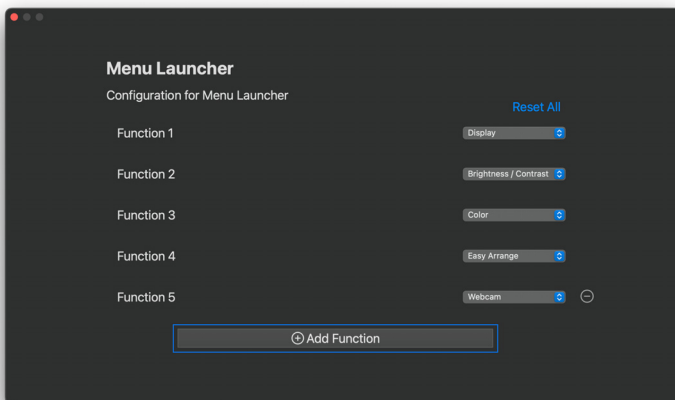 Menu Launcher
Configuration for Menu Launcher
Reset All
Function 1 Display
Function 2 Brightness / Contrast
Function 3 Color
Function 4 Easy Arrange
Function 5 Webcam
Add Function